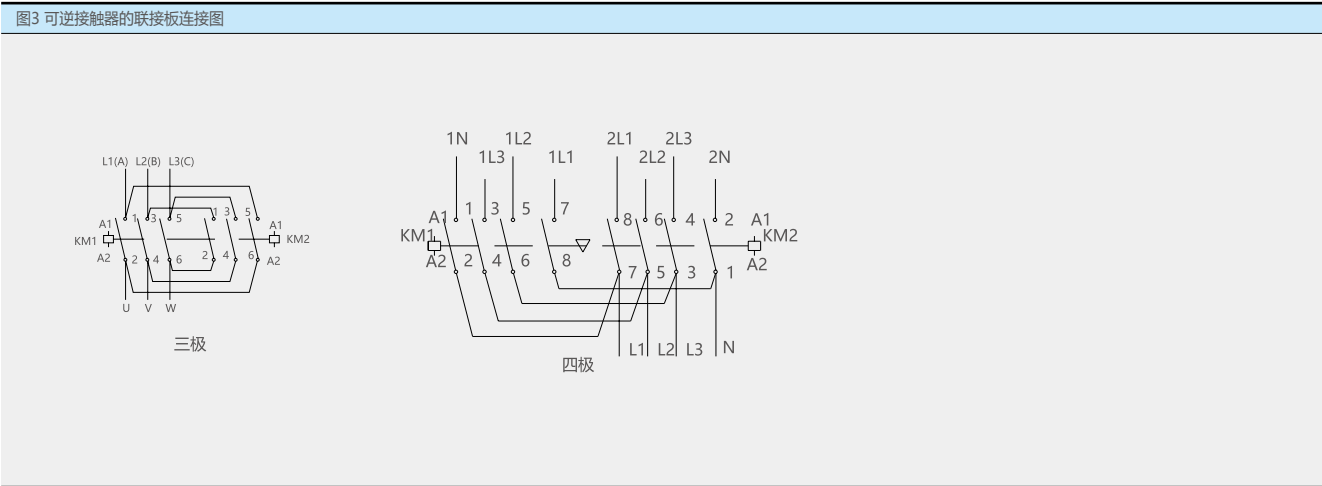 图3 可逆接触器的联接板连接图
L1(A) L2(B) L3(C)
1 3 5 1 3 5
A1 A1
KM1 KM2
A2 2 4 6 2 4 6 A2
U V W
三极
1N 1L2 2L1 2L3
1L3 1L1 2L2 2N
A1 1 3 5 7 8 6 4 2 A1
KM1 KM2
A2 2 4 6 8 7 5 3 1 A2
L1 L2 L3 N
四极